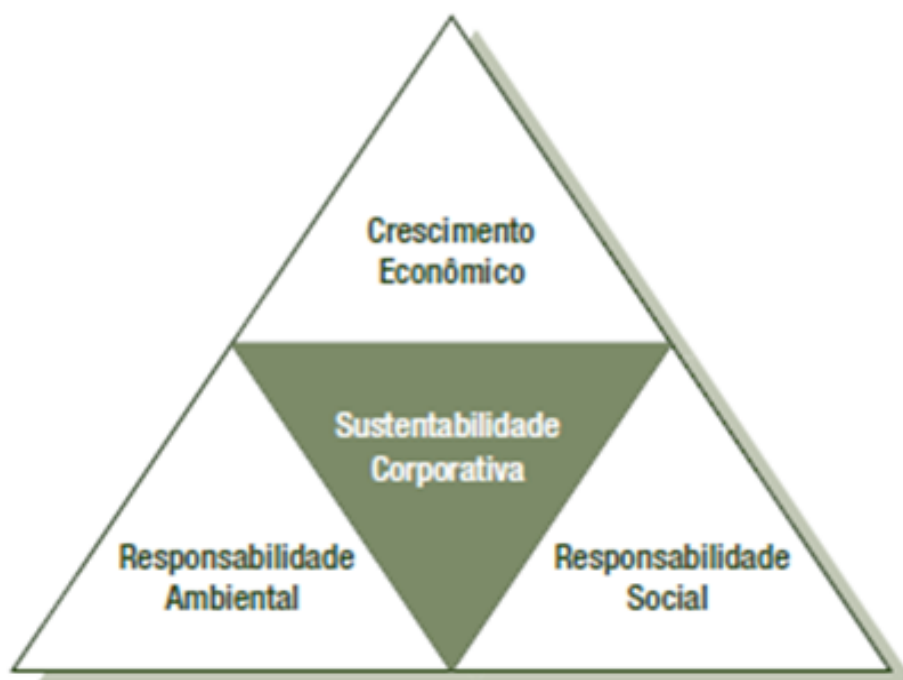 Crescimento
Econômico
Sustentabilidade
Corporativa
Responsabilidade
Ambiental
Responsabilidade
Social